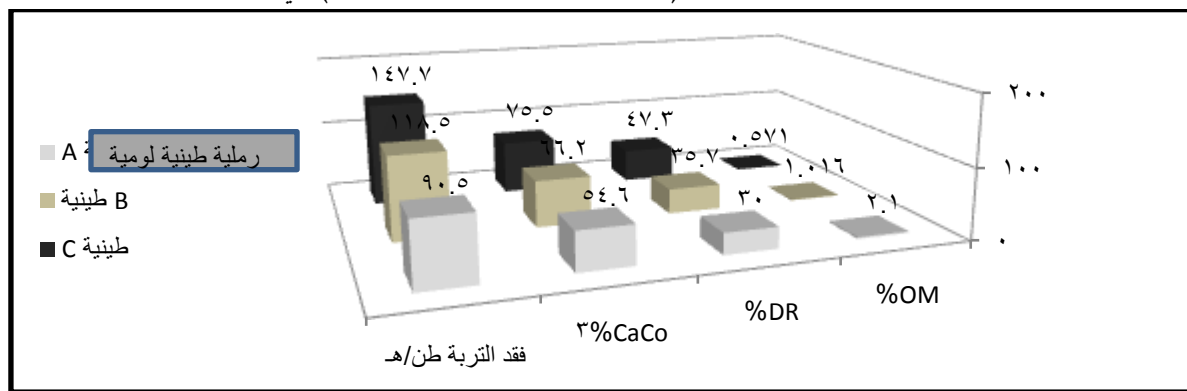 ١٤٧.٧
٧٥.٥
٤٧.٣
٠.٥٧١
١١٨.٥
٦٦.٢
٣٥.٧
١.٠١٦
٩٠.٥
٥٤.٦
٣٠
٢.١
٢٠٠
١٠٠
٠
A
رملية طينية لومية
طينية B
طينية C
%OM
%DR
٣%CaCo
فقد التربة طن/هـ